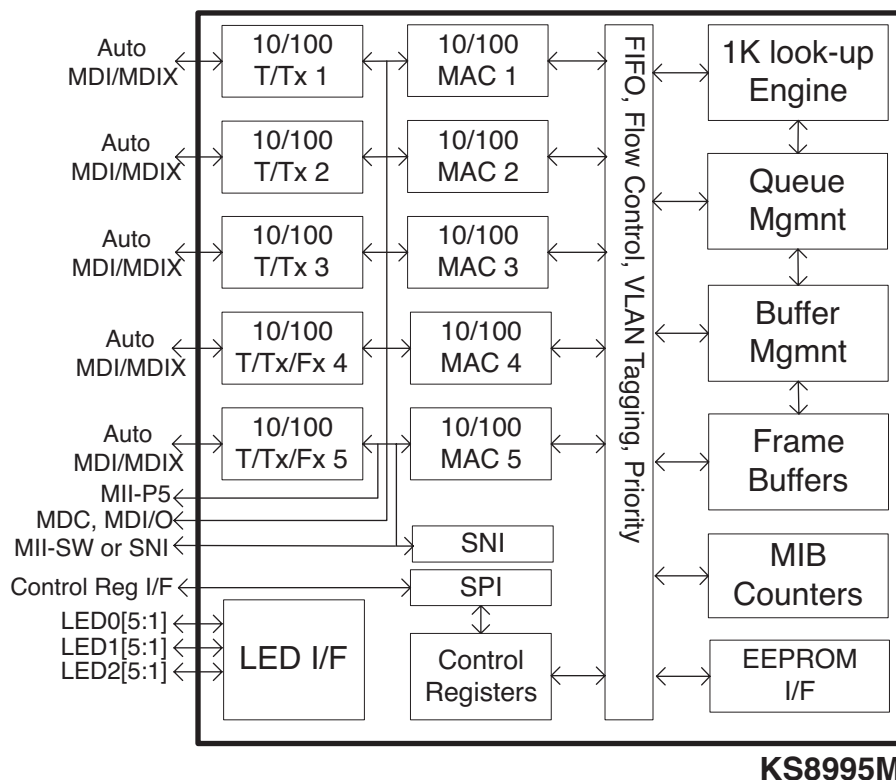 Auto
MDI/MDIX
10/100
T/Tx 1
10/100
MAC 1
FIFO, Flow Control, VLAN Tagging, Priority
1K look-up
Engine
Auto
MDI/MDIX
10/100
T/Tx 2
10/100
MAC 2
Queue
Mgmnt
Auto
MDI/MDIX
10/100
T/Tx 3
10/100
MAC 3
Buffer
Mgmnt
Auto
MDI/MDIX
10/100
T/Tx/Fx 4
10/100
MAC 4
Auto
MDI/MDIX
10/100
T/Tx/Fx 5
10/100
MAC 5
Frame
Buffers
MII-P5
MDC, MDI/O
MII-SW or SNI
SNI
MIB
Counters
Control Reg I/F
SPI
LED0[5:1]
LED1[5:1]
LED2[5:1]
LED I/F
Control
Registers
EEPROM
I/F
KS8995M